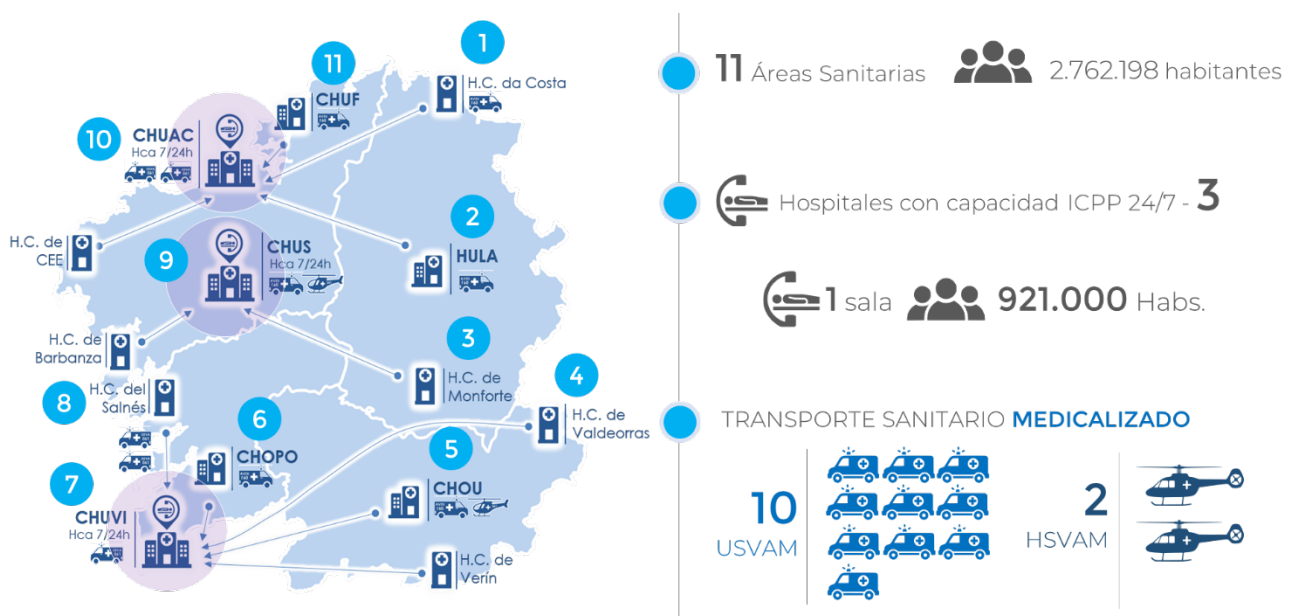 1
H.C. da Costa
11
CHUF
10
CHUAC
Hca 7/24h
2
HULA
H.C. de
CEE
9
CHUS
Hca 7/24h
H.C. de
Barbanza
3
H.C. de
Monforte
4
H.C. de
Valdeorras
8
H.C. del
Salnés
6
CHOPO
5
CHOU
7
CHUVI
Hca 7/24h
H.C. de
Verín
11 Áreas Sanitarias
2.762.198 habitantes
Hospitales con capacidad ICPP 24/7 - 3
1 sala
921.000 Habs.
TRANSPORTE SANITARIO MEDICALIZADO
10
USVAM
2
HSVAM